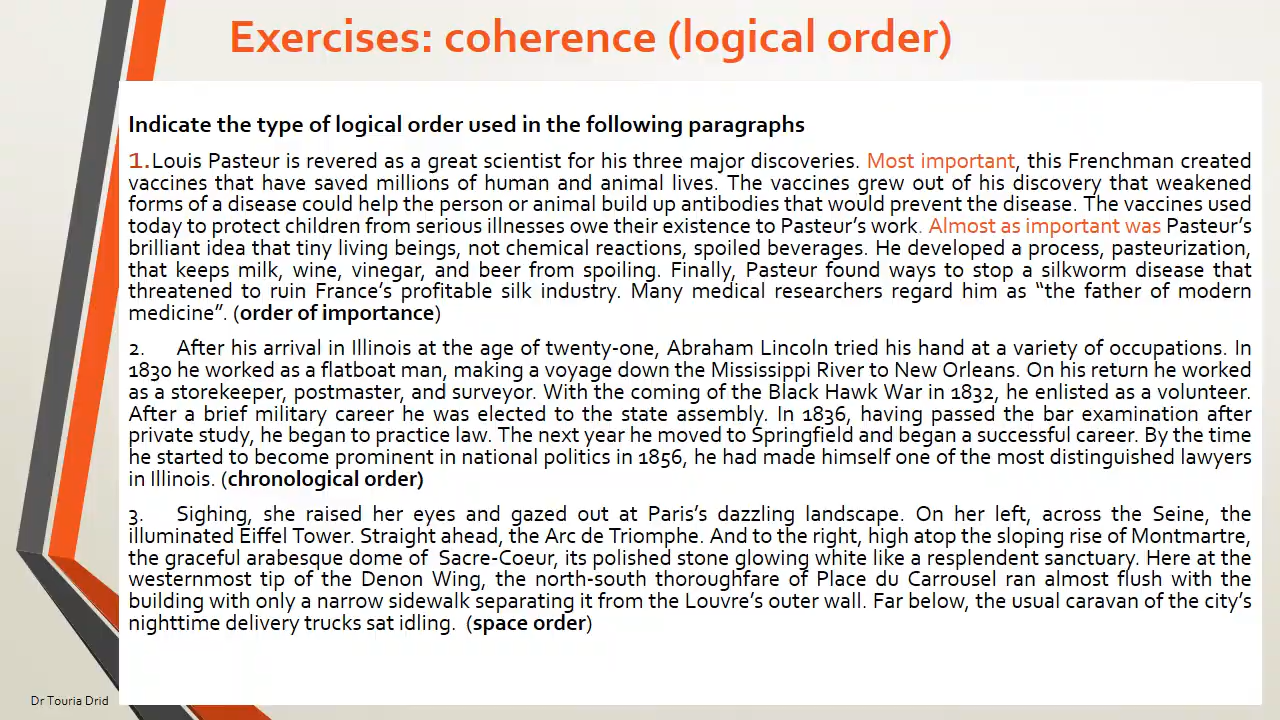 Exercises: coherence (logical order)
Indicate the type of logical order used in the following paragraphs
1.Louis Pasteur is revered as a great scientist for his three major discoveries. Most important, this Frenchman created
vaccines that have saved millions of human and animal lives. The vaccines grew out of his discovery that weakened
forms of a disease could help the person or animal build up antibodies that would prevent the disease. The vaccines used
today to protect children from serious illnesses owe their existence to Pasteur's work. Almost as important was Pasteur's
brilliant idea that tiny living beings, not chemical reactions, spoiled beverages. He developed a process, pasteurization,
that keeps milk, wine, vinegar, and beer from spoiling. Finally, Pasteur found ways to stop a silkworm disease that
threatened to ruin France's profitable silk industry. Many medical researchers regard him as “the father of modern
medicine”. (order of importance)
2. After his arrival in Illinois at the age of twenty-one, Abraham Lincoln tried his hand at a variety of occupations. In
1830 he worked as a flatboat man, making a voyage down the Mississippi River to New Orleans. On his return he worked
as a storekeeper, postmaster, and surveyor. With the coming of the Black Hawk War in 1832, he enlisted as a volunteer.
After a brief military career he was elected to the state assembly. In 1836, having passed the bar examination after
private study, he began to practice law. The next year he moved to Springfield and began a successful career. By the time
he started to become prominent in national politics in 1856, he had made himself one of the most distinguished lawyers
in Illinois. (chronological order)
3. Sighing, she raised her eyes and gazed out at Paris's dazzling landscape. On her left, across the Seine, the
illuminated Eiffel Tower. Straight ahead, the Arc de Triomphe. And to the right, high atop the sloping rise of Montmartre,
the graceful arabesque dome of Sacre-Coeur, its polished stone glowing white like a resplendent sanctuary. Here at the
westernmost tip of the Denon Wing, the north-south thoroughfare of Place du Carrousel ran almost flush with the
building with only a narrow sidewalk separating it from the Louvre's outer wall. Far below, the usual caravan of the city's
nighttime delivery trucks sat idling. (space order)
Dr Touria Drid